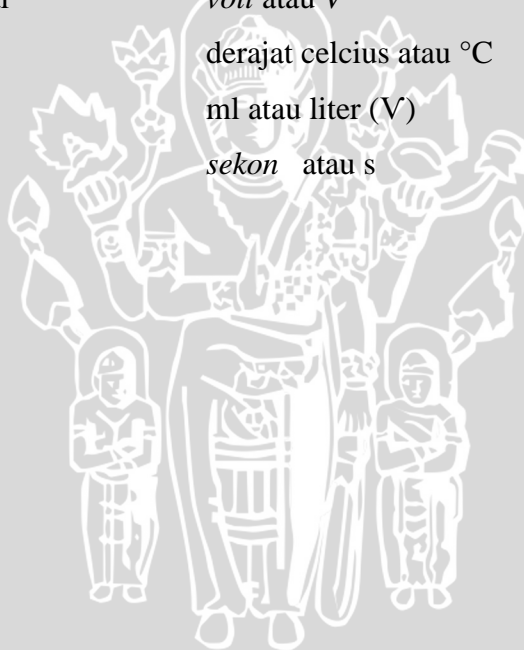 volt atau V
derajat celcius atau °C
ml atau liter (V)
sekon atau s